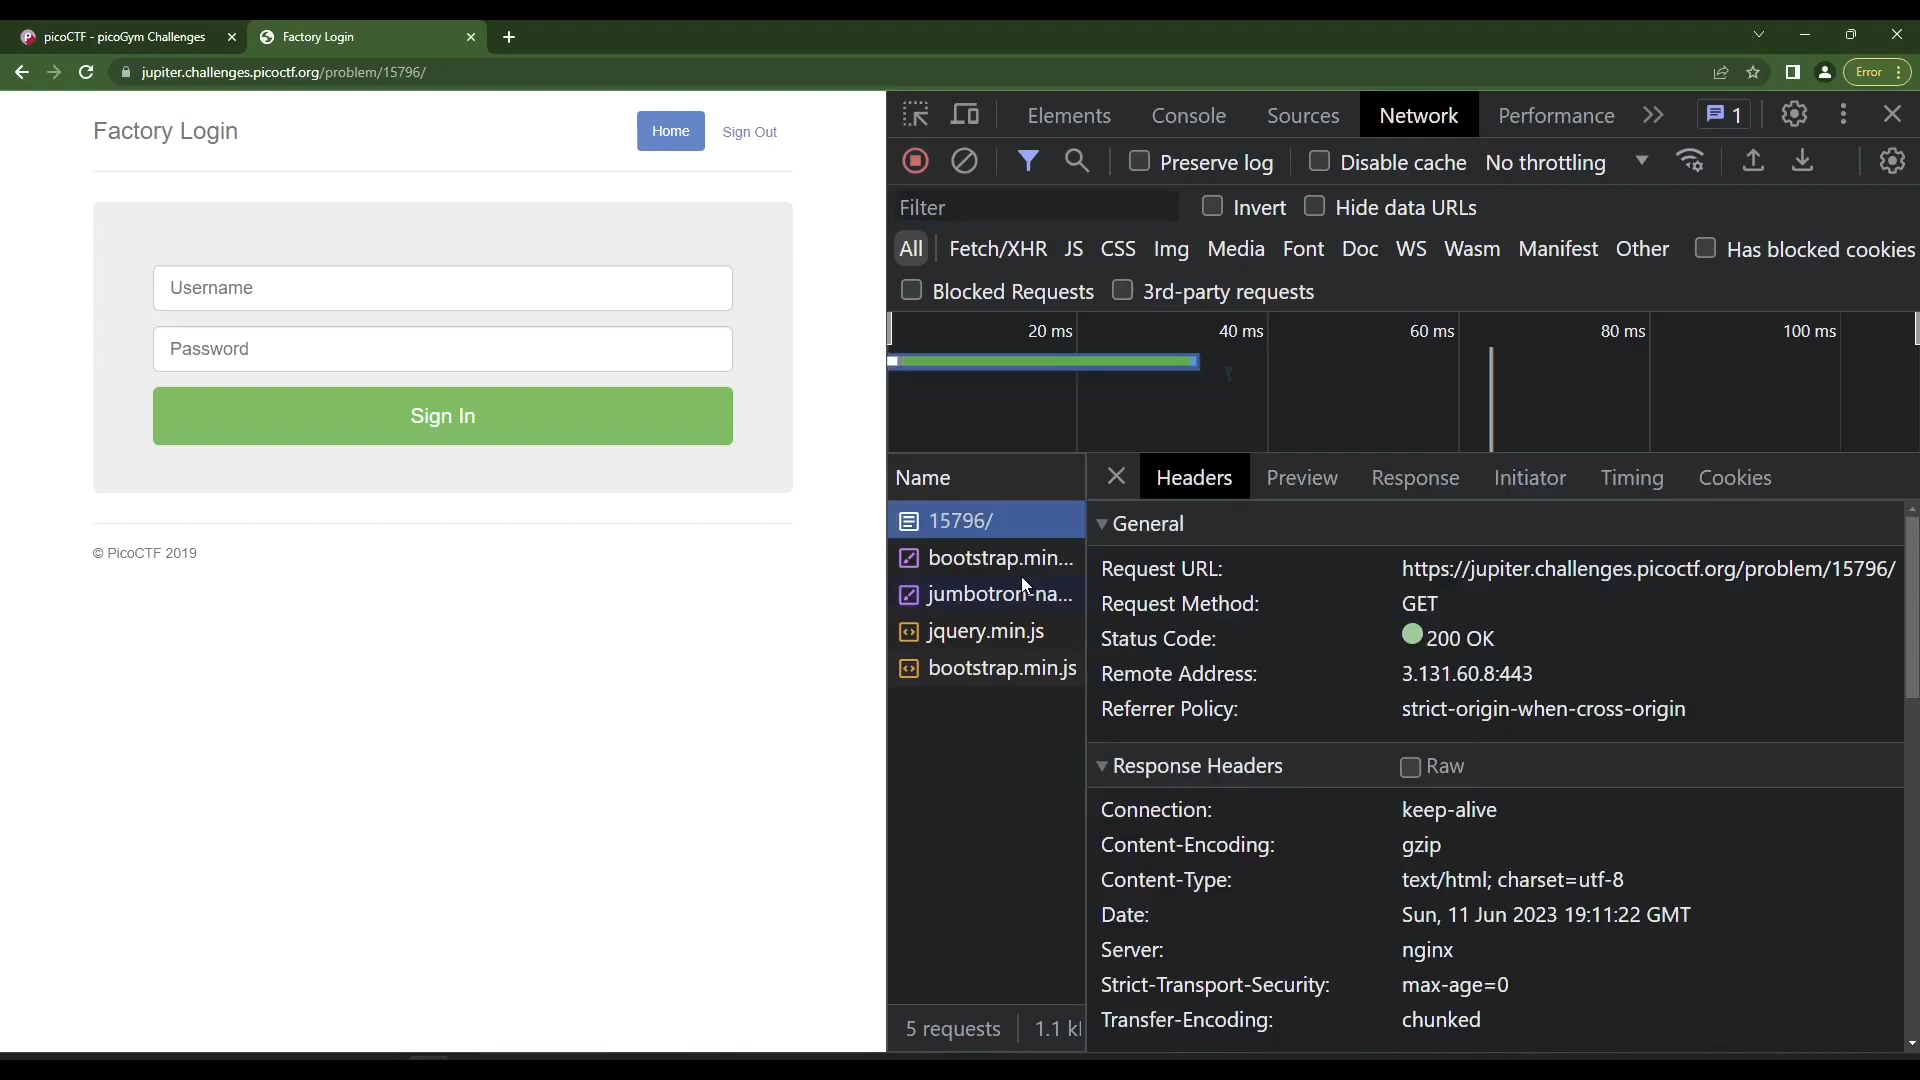 picoCTF - picoGym Challenges
Factory Login
jupiter.challenges.picoctf.org/problem/15796/
Error
Factory Login
Home
Sign Out
Username
Password
Sign In
© PicoCTF 2019
Elements
Console
Sources
Network
Performance
1
Preserve log
Disable cache
No throttling
Filter
Invert
Hide data URLs
All
Fetch/XHR
JS
CSS
Img
Media
Font
Doc
WS
Wasm
Manifest
Other
Has blocked cookies
Blocked Requests
3rd-party requests
20 ms
40 ms
60 ms
80 ms
100 ms
Name
15796/
bootstrap.min...
jumbotron-na...
jquery.min.js
bootstrap.min.js
5 requests
1.1 k
Headers
Preview
Response
Initiator
Timing
Cookies
General
Request URL: https://jupiter.challenges.picoctf.org/problem/15796/
Request Method: GET
Status Code: 200 OK
Remote Address: 3.131.60.8:443
Referrer Policy: strict-origin-when-cross-origin
Response Headers
Raw
Connection: keep-alive
Content-Encoding: gzip
Content-Type: text/html; charset=utf-8
Date: Sun, 11 Jun 2023 19:11:22 GMT
Server: nginx
Strict-Transport-Security: max-age=0
Transfer-Encoding: chunked